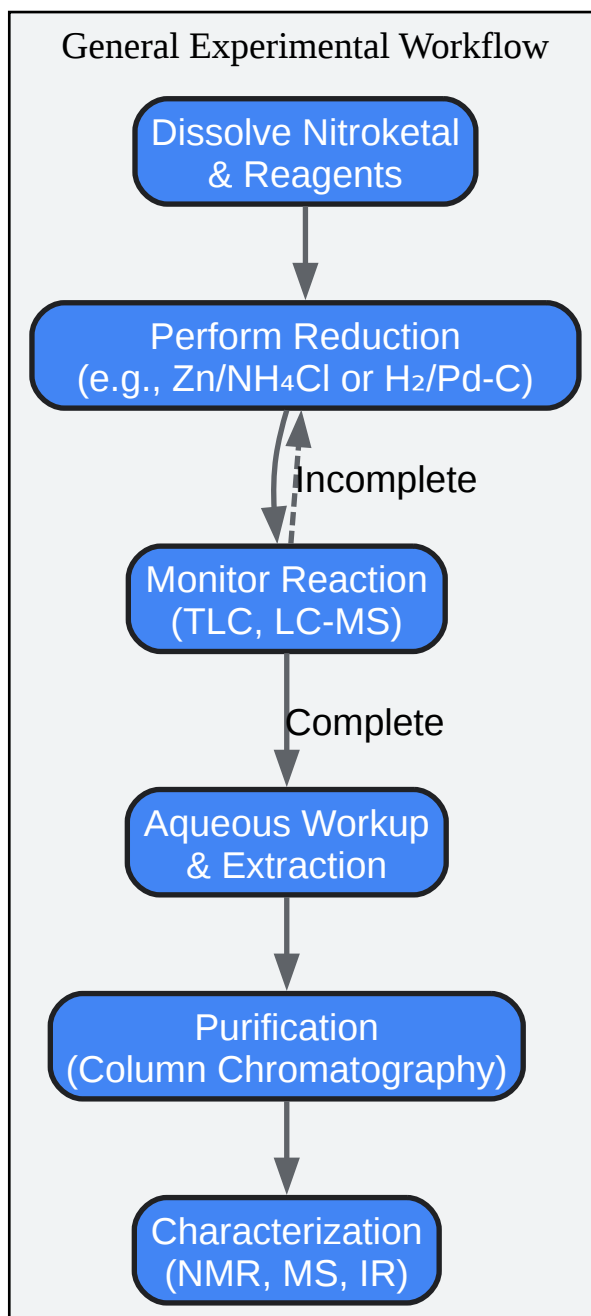 General Experimental Workflow
Dissolve Nitroketal
& Reagents
Perform Reduction
(e.g., Zn/NH₄Cl or H₂/Pd-C)
Incomplete
Monitor Reaction
(TLC, LC-MS)
Complete
Aqueous Workup
& Extraction
Purification
(Column Chromatography)
Characterization
(NMR, MS, IR)